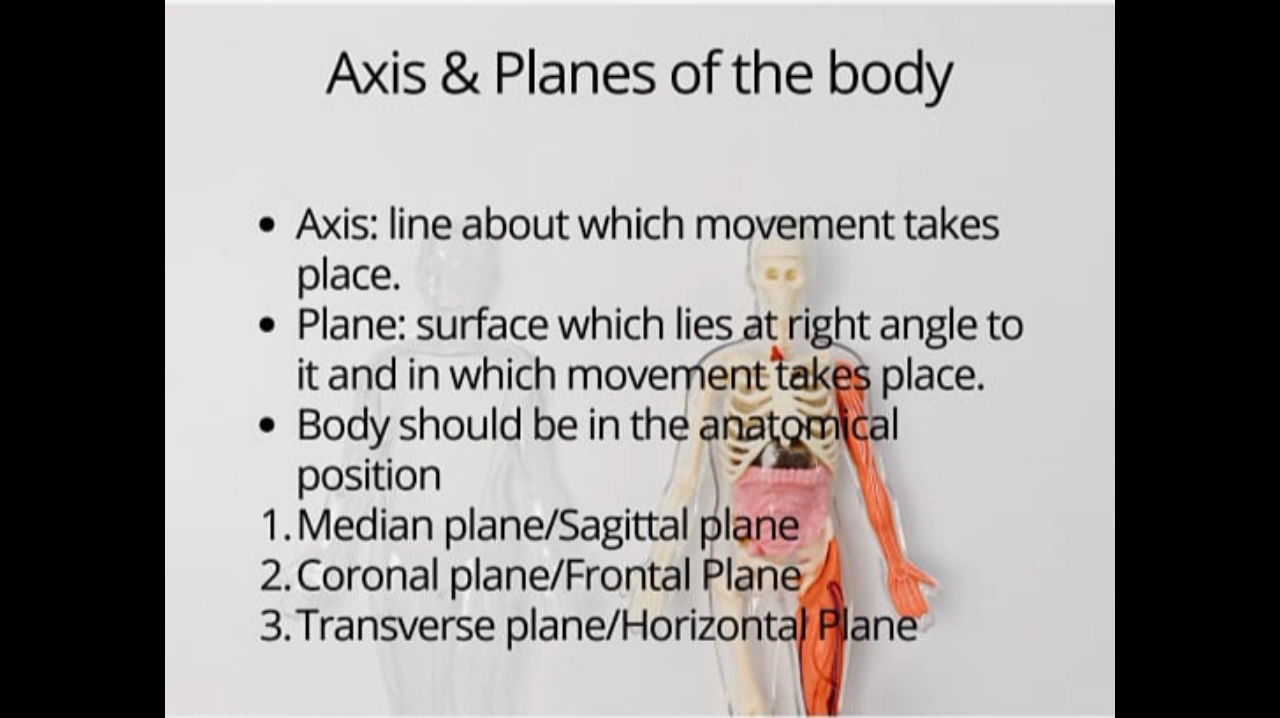 Axis & Planes of the body
• Axis: line about which movement takes
place.
• Plane: surface which lies at right angle to
it and in which movement takes place.
• Body should be in the anatomical
position
1. Median plane/Sagittal plane
2. Coronal plane/Frontal Plane
3. Transverse plane/Horizontal Plane